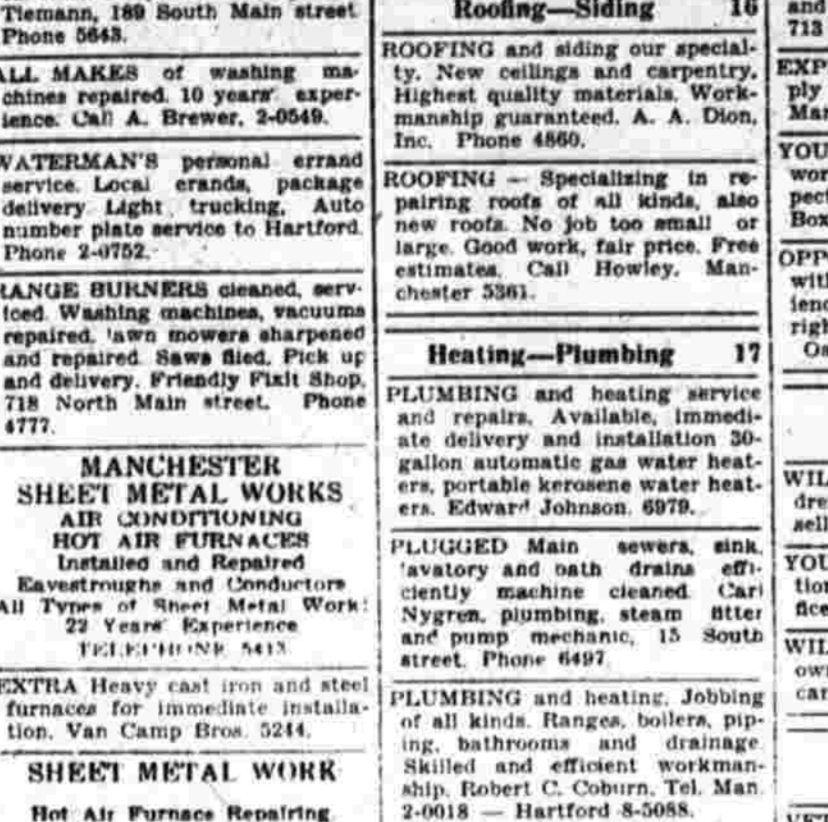 Tiemann, 189 South Main street.
Phone 5643.
ALL MAKES of washing ma-
chines repaired. 10 years' exper-
ience. Call A. Brewer, 2-0549.
WATERMAN'S personal errand
service. Local erands, package
delivery. Light trucking, Auto
number plate service to Hartford.
Phone 2-0752.
RANGE BURNERS cleaned, serv-
iced. Washing machines, vacuums
repaired, lawn mowers sharpened
and repaired. Saws filed. Pick up
and delivery. Friendly Fixit Shop,
718 North Main street. Phone
4777.
MANCHESTER
SHEET METAL WORKS
AIR CONDITIONING
HOT AIR FURNACES
Installed and Repaired
Eavestroughs and Conductors
All Types of Sheet Metal Work!
22 Years' Experience
TELEPHONE 5413
EXTRA Heavy cast iron and steel
furnaces for immediate installa-
tion. Van Camp Bros. 5244.
SHEET METAL WORK
Hot Air Furnace Repairing.
Roofing—Siding 16
ROOFING and siding our special-
ty. New ceilings and carpentry.
Highest quality materials. Work-
manship guaranteed. A. A. Dion,
Inc. Phone 4860.
ROOFING — Specializing in re-
pairing roofs of all kinds, also
new roofs. No job too small or
large. Good work, fair price. Free
estimates. Call Howley, Man-
chester 5361.
Heating—Plumbing 17
PLUMBING and heating service
and repairs. Available, immedi-
ate delivery and installation 30-
gallon automatic gas water heat-
ers, portable kerosene water heat-
ers. Edward Johnson. 6979.
PLUGGED Main sewers, sink,
lavatory and bath drains effi-
ciently machine cleaned. Carl
Nygren, plumbing, steam fitter
and pump mechanic, 15 South
street. Phone 6497.
PLUMBING and heating. Jobbing
of all kinds. Ranges, boilers, pip-
ing, bathrooms and drainage.
Skilled and efficient workman-
ship. Robert C. Coburn, Tel. Man.
2-0018 — Hartford 8-5088.
and
713